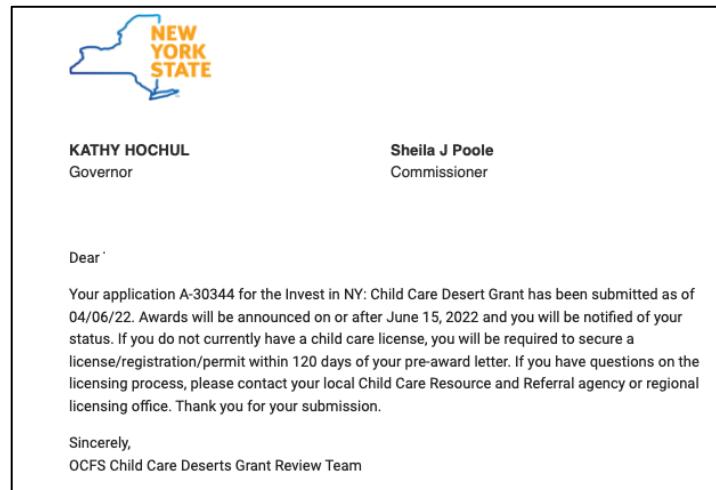 NEW
YORK
STATE
KATHY HOCHUL
Governor
Sheila J Poole
Commissioner
Dear
Your application A-30344 for the Invest in NY: Child Care Desert Grant has been submitted as of
04/06/22. Awards will be announced on or after June 15, 2022 and you will be notified of your
status. If you do not currently have a child care license, you will be required to secure a
license/registration/permit within 120 days of your pre-award letter. If you have questions on the
licensing process, please contact your local Child Care Resource and Referral agency or regional
licensing office. Thank you for your submission.
Sincerely,
OCFS Child Care Deserts Grant Review Team